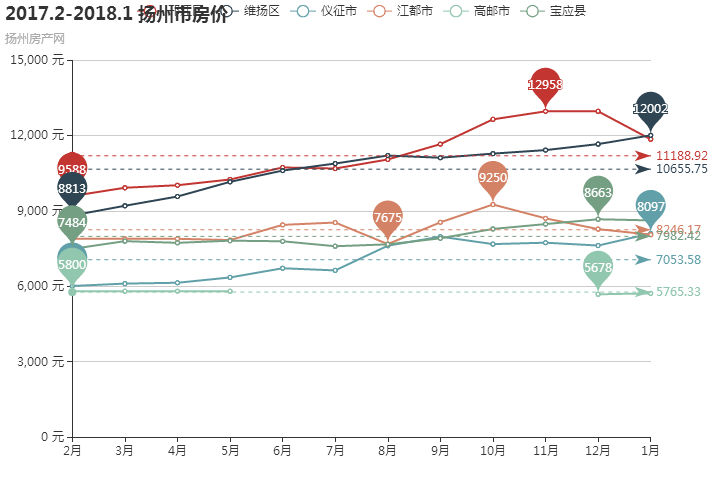 2017.2-2018.1 扬州市房价
维扬区 仪征市 江都市 高邮市 宝应县
扬州房产网
15,000 元
12,000 元
9,000 元
6,000 元
3,000 元
0 元
12958
12002
9588
8813
7484
5800
7675
9250
8663
5678
8097
11188.92
10655.75
8246.17
7982.42
7053.58
5765.33
2月 3月 4月 5月 6月 7月 8月 9月 10月 11月 12月 1月